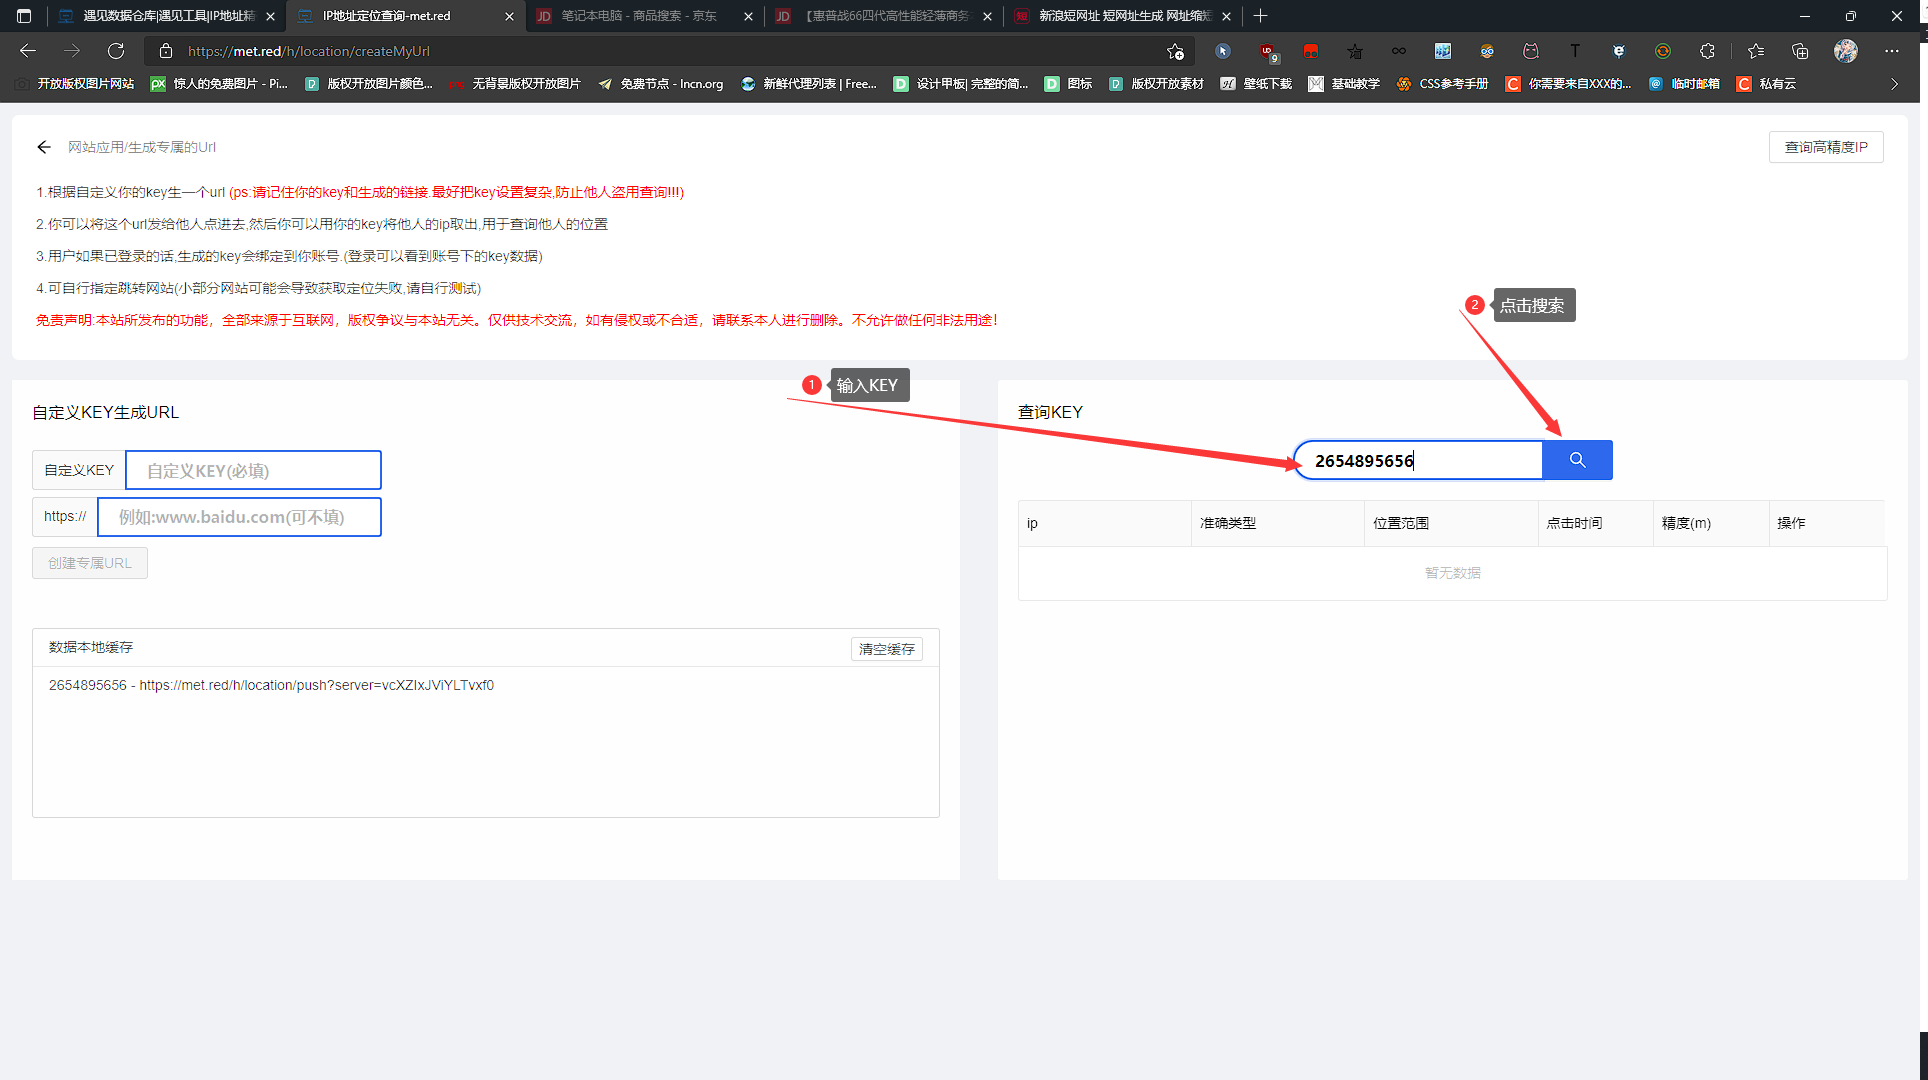 遇见数据仓库|遇见工具|IP地址精
IP地址定位查询-met.red
笔记本电脑 - 商品搜索 - 京东
【惠普战66四代高性能轻薄商务
新浪短网址 短网址生成 网址缩短
https://met.red/h/location/createMyUrl
9
开放版权图片网站
惊人的免费图片 - Pi...
版权开放图片颜色...
无背景版权开放图片
免费节点 - lncn.org
新鲜代理列表 | Free...
设计甲板| 完整的简...
图标
版权开放素材
壁纸下载
基础教学
CSS参考手册
你需要来自XXX的...
临时邮箱
私有云
网站应用/生成专属的Url
查询高精度IP
1.根据自定义你的key生一个url (ps:请记住你的key和生成的链接.最好把key设置复杂,防止他人盗用查询!!!)
2.你可以将这个url发给他人点进去,然后你可以用你的key将他人的ip取出,用于查询他人的位置
3.用户如果已登录的话,生成的key会绑定到你账号.(登录可以看到账号下的key数据)
4.可自行指定跳转网站(小部分网站可能会导致获取定位失败,请自行测试)
免责声明:本站所发布的功能，全部来源于互联网，版权争议与本站无关。仅供技术交流，如有侵权或不合适，请联系本人进行删除。不允许做任何非法用途！
2 点击搜索
1 输入KEY
自定义KEY生成URL
自定义KEY 自定义KEY(必填)
https:// 例如:www.baidu.com(可不填)
创建专属URL
数据本地缓存 清空缓存
2654895656 - https://met.red/h/location/push?server=vcXZIxJViYLTvxf0
查询KEY
2654895656
ip 准确类型 位置范围 点击时间 精度(m) 操作
暂无数据